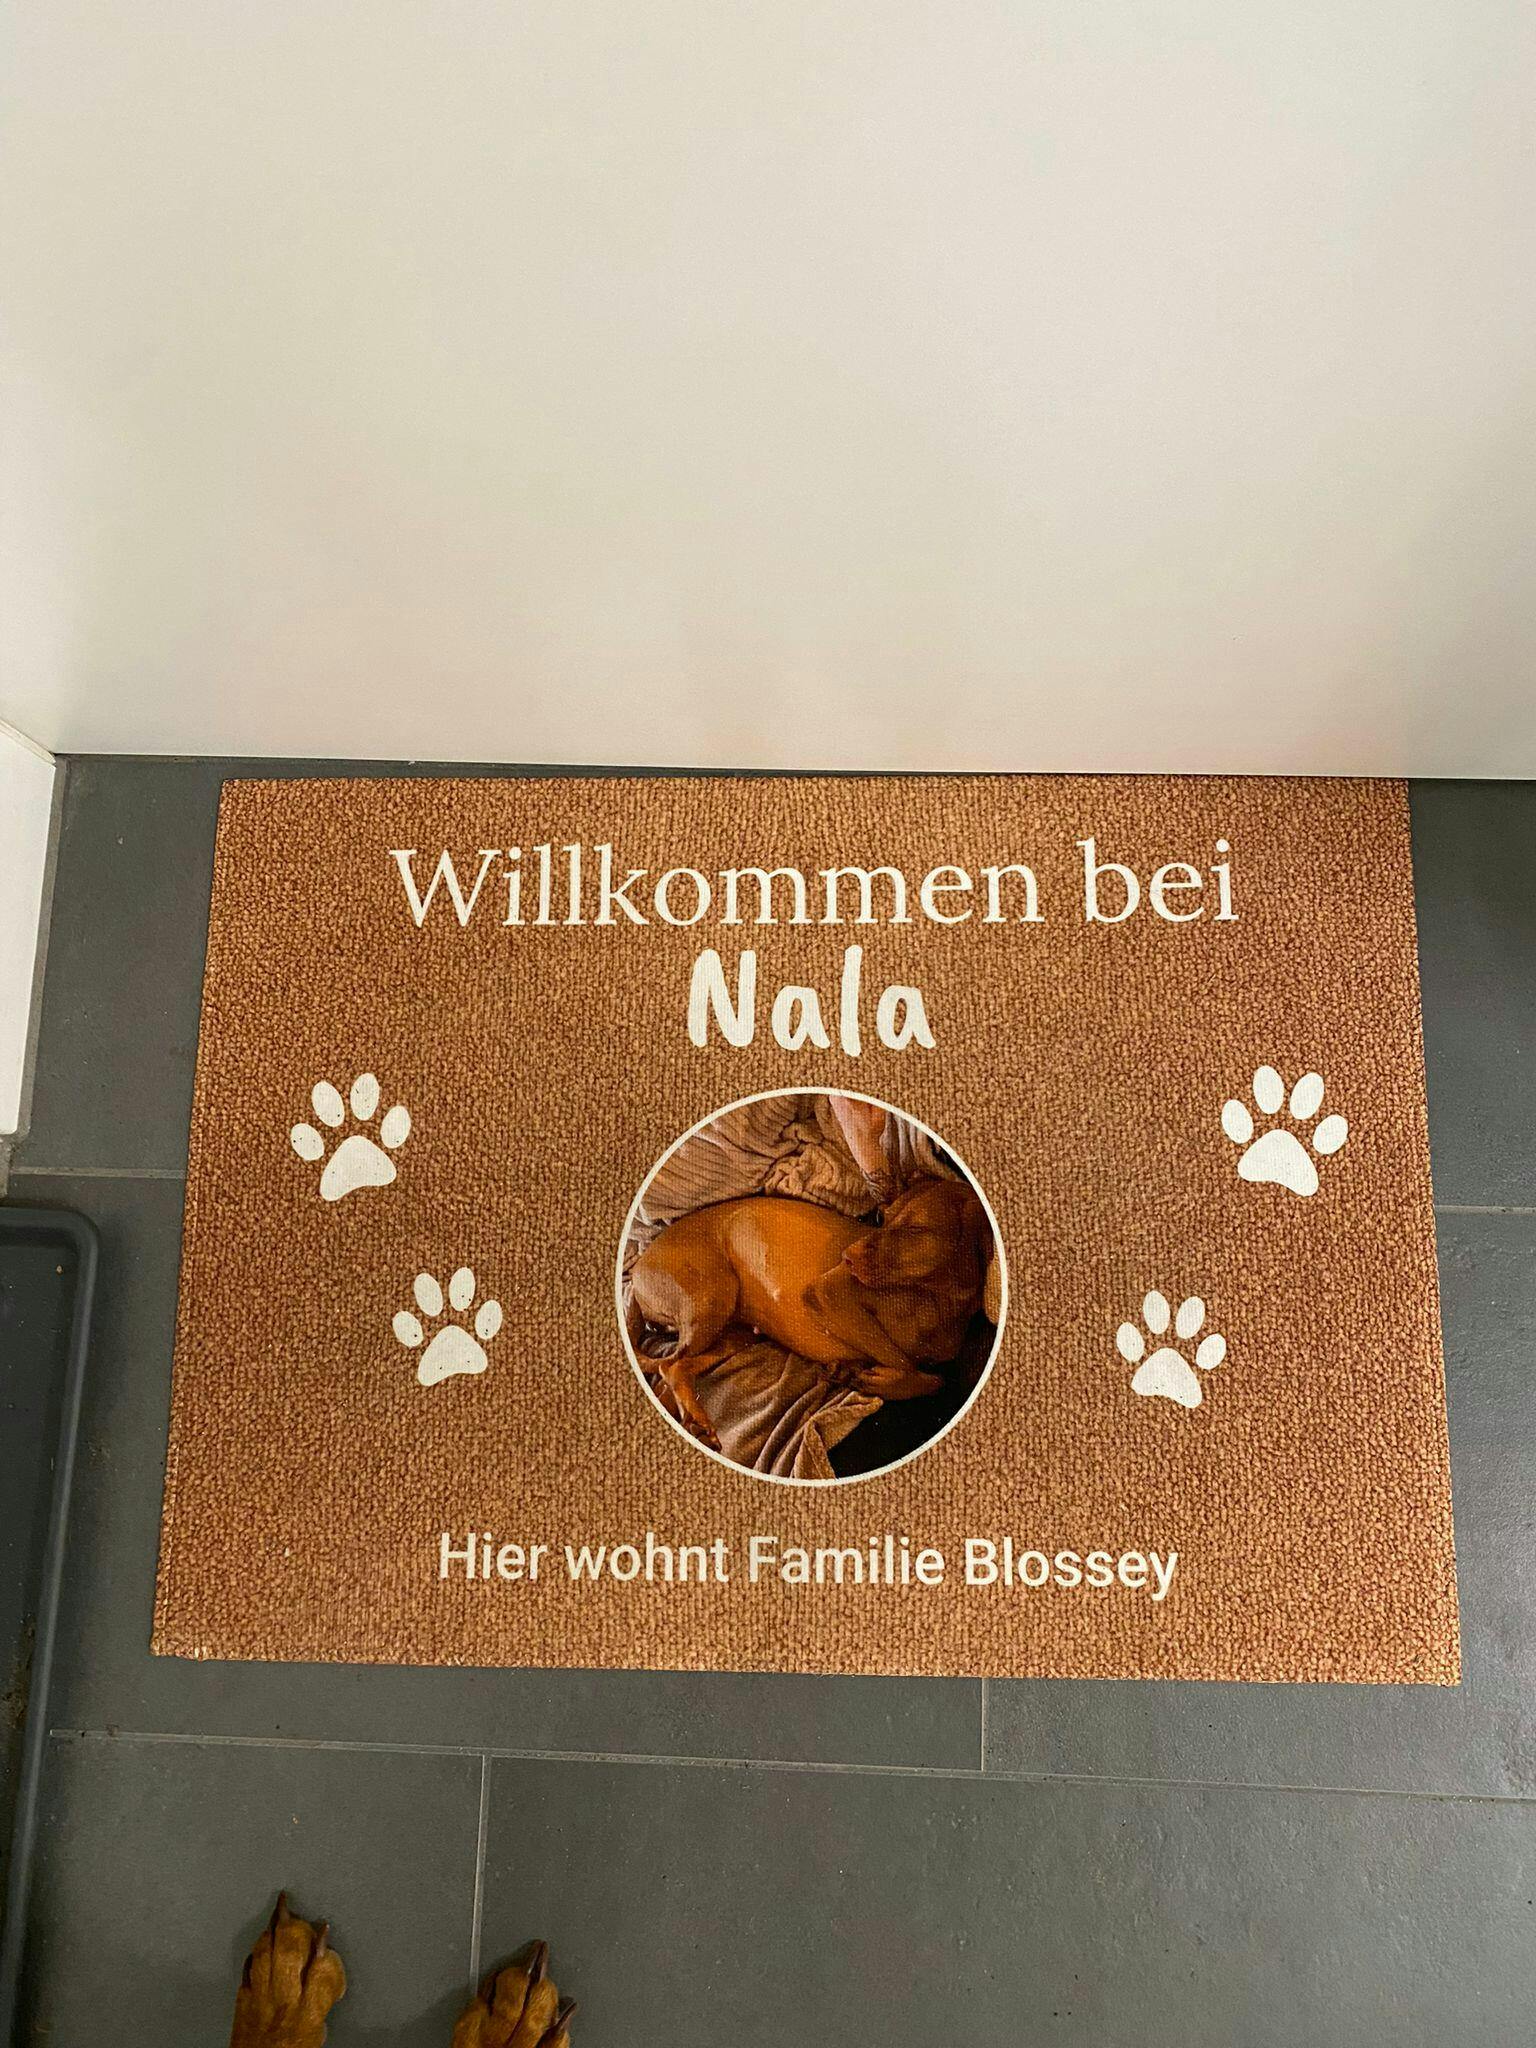 Willkommen bei
Nala
Hier wohnt Familie Blossey